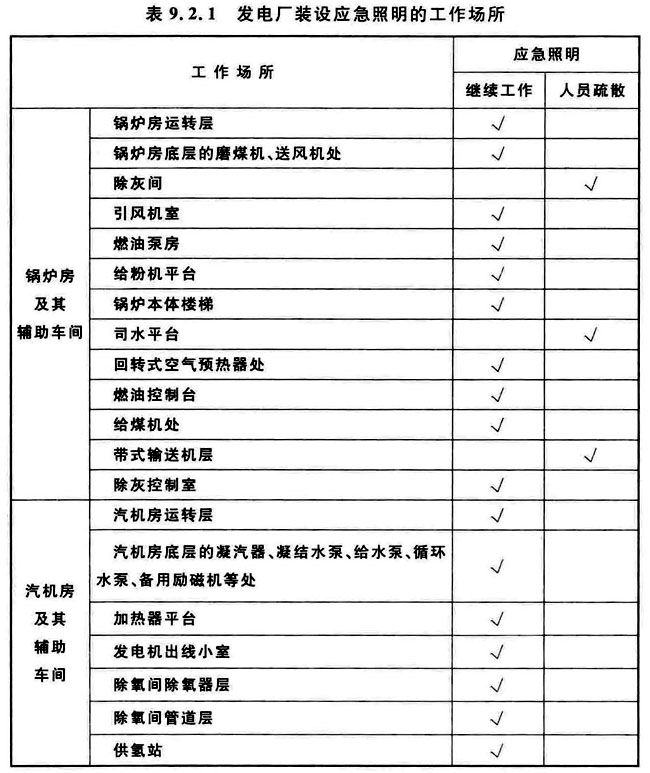 表 9.2.1 发电厂装设应急照明的工作场所
工作场所
应急照明
继续工作
人员疏散
锅炉房
及其
辅助车间
锅炉房运转层 √
锅炉房底层的磨煤机、送风机处 √
除灰间 √
引风机室 √
燃油泵房 √
给粉机平台 √
锅炉本体楼梯 √
司水平台 √
回转式空气预热器处 √
燃油控制台 √
给煤机处 √
带式输送机层 √
除灰控制室 √
汽机房
及其
辅助
车间
汽机房运转层 √
汽机房底层的凝汽器、凝结水泵、给水泵、循环
水泵、备用励磁机等处 √
加热器平台 √
发电机出线小室 √
除氧间除氧器层 √
除氧间管道层 √
供氢站 √